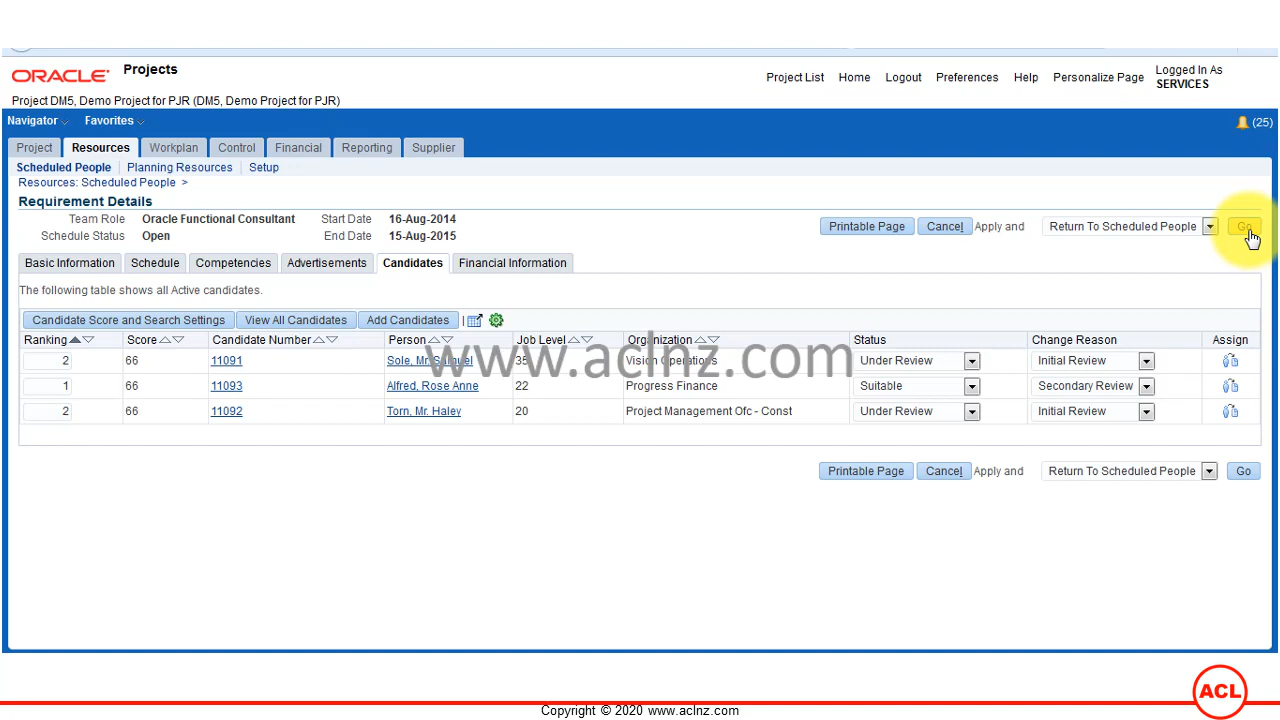 ORACLE Projects
Project List Home Logout Preferences Help Personalize Page Logged In As SERVICES
Project DM5, Demo Project for PJR (DM5, Demo Project for PJR)
Navigator Favorites (25)
Project Resources Workplan Control Financial Reporting Supplier
Scheduled People Planning Resources Setup
Resources: Scheduled People >
Requirement Details
Team Role Oracle Functional Consultant Start Date 16-Aug-2014
Schedule Status Open End Date 15-Aug-2015
Printable Page Cancel Apply and Return To Scheduled People Go
Basic Information Schedule Competencies Advertisements Candidates Financial Information
The following table shows all Active candidates.
Candidate Score and Search Settings View All Candidates Add Candidates
Ranking Score Candidate Number Person Job Level Organization Status Change Reason Assign
2 66 11091 Sole, Mr. Samuel 35 Vision Operations Under Review Initial Review
1 66 11093 Alfred, Rose Anne 22 Progress Finance Suitable Secondary Review
2 66 11092 Torn, Mr. Haley 20 Project Management Ofc - Const Under Review Initial Review
www.aclnz.com
Printable Page Cancel Apply and Return To Scheduled People Go
ACL
Copyright © 2020 www.aclnz.com